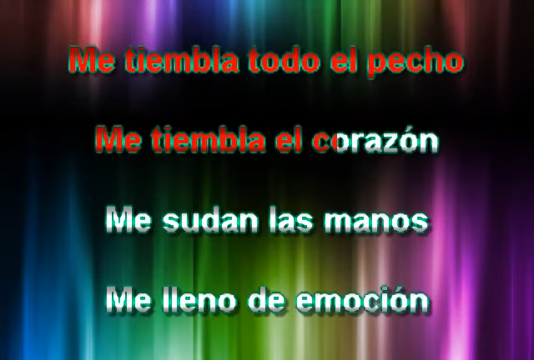 Me tiembla todo el pecho
Me tiembla el corazón
Me sudan las manos
Me lleno de emoción